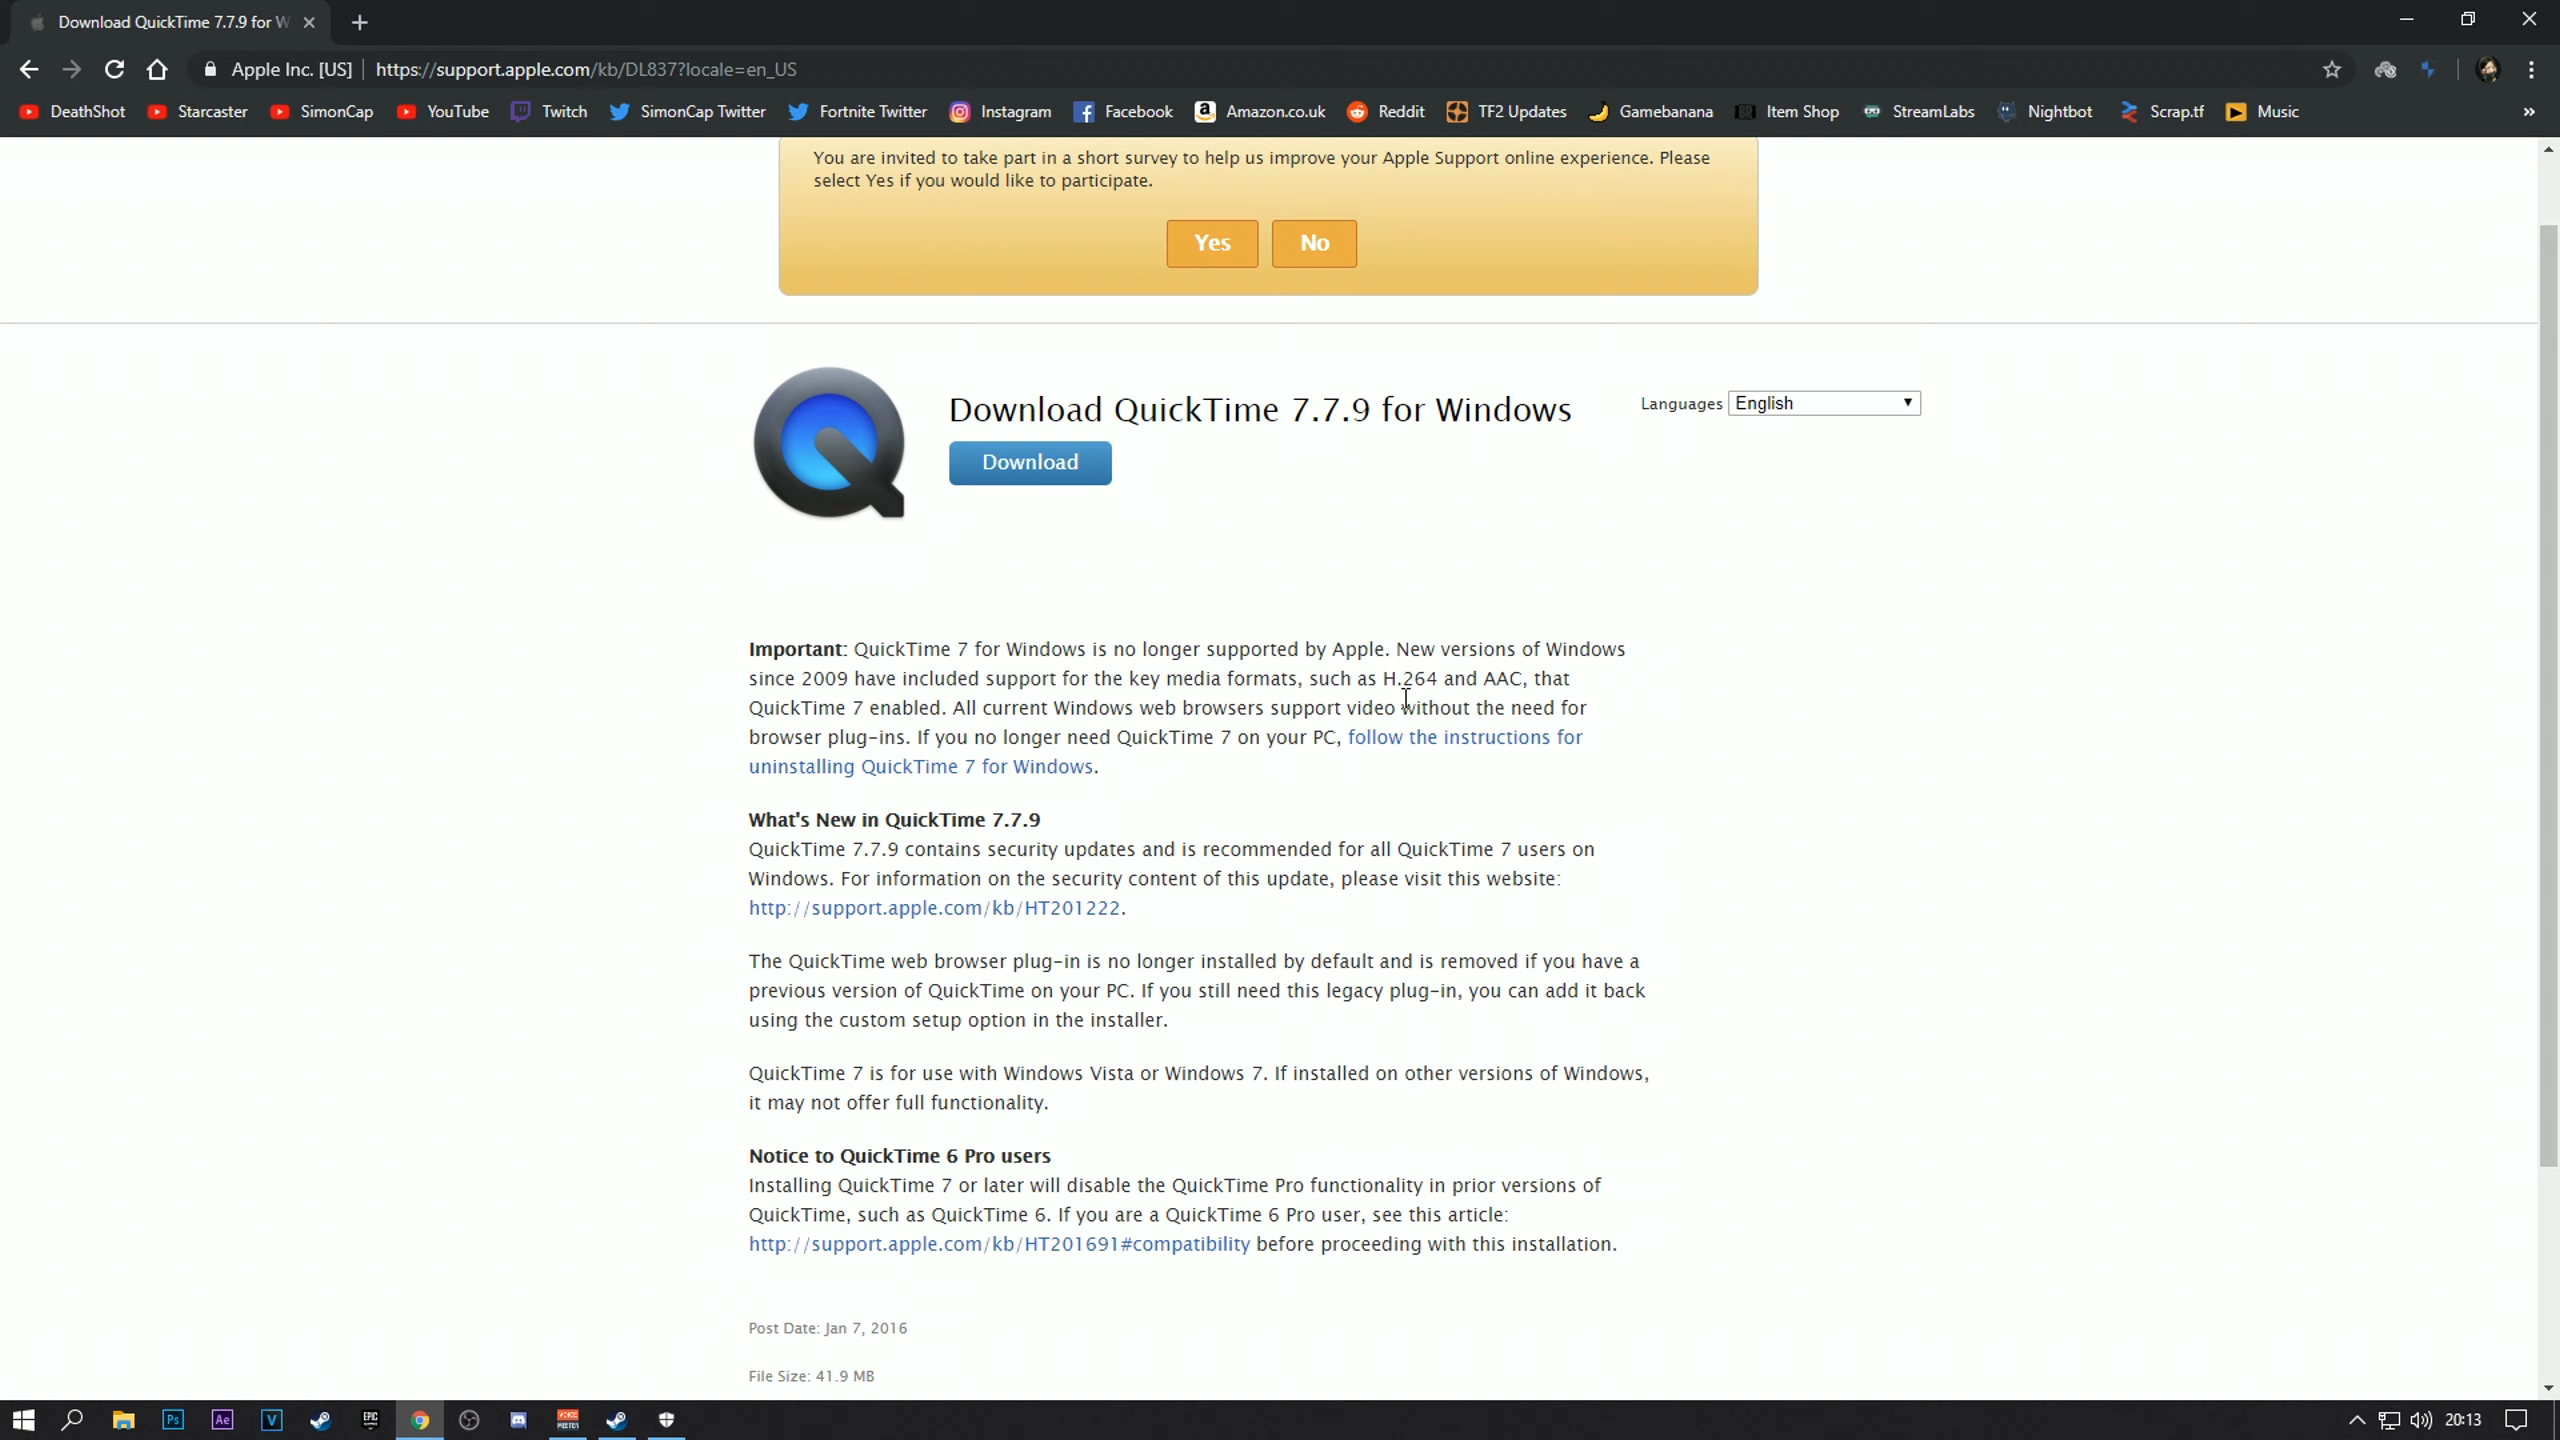 Download QuickTime 7.7.9 for W
Apple Inc. [US] https://support.apple.com/kb/DL837?locale=en_US
DeathShot Starcaster SimonCap YouTube Twitch SimonCap Twitter Fortnite Twitter Instagram Facebook Amazon.co.uk Reddit TF2 Updates Gamebanana Item Shop StreamLabs Nightbot Scrap.tf Music »
You are invited to take part in a short survey to help us improve your Apple Support online experience. Please
select Yes if you would like to participate.
Yes No
Download QuickTime 7.7.9 for Windows
Languages English
Download
Important: QuickTime 7 for Windows is no longer supported by Apple. New versions of Windows
since 2009 have included support for the key media formats, such as H.264 and AAC, that
QuickTime 7 enabled. All current Windows web browsers support video without the need for
browser plug-ins. If you no longer need QuickTime 7 on your PC, follow the instructions for
uninstalling QuickTime 7 for Windows.
What's New in QuickTime 7.7.9
QuickTime 7.7.9 contains security updates and is recommended for all QuickTime 7 users on
Windows. For information on the security content of this update, please visit this website:
http://support.apple.com/kb/HT201222.
The QuickTime web browser plug-in is no longer installed by default and is removed if you have a
previous version of QuickTime on your PC. If you still need this legacy plug-in, you can add it back
using the custom setup option in the installer.
QuickTime 7 is for use with Windows Vista or Windows 7. If installed on other versions of Windows,
it may not offer full functionality.
Notice to QuickTime 6 Pro users
Installing QuickTime 7 or later will disable the QuickTime Pro functionality in prior versions of
QuickTime, such as QuickTime 6. If you are a QuickTime 6 Pro user, see this article:
http://support.apple.com/kb/HT201691#compatibility before proceeding with this installation.
Post Date: Jan 7, 2016
File Size: 41.9 MB
Ps Ae V EPIC VOICE MEETER 20:13